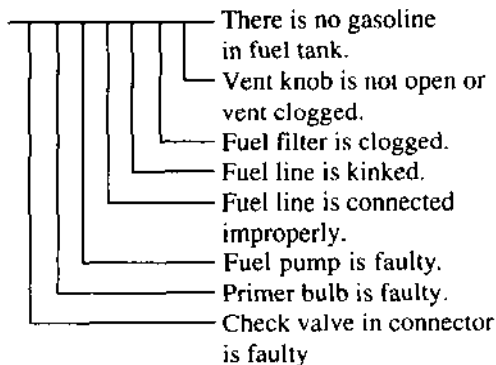 There is no gasoline
in fuel tank.
Vent knob is not open or
vent clogged.
Fuel filter is clogged.
Fuel line is kinked.
Fuel line is connected
improperly.
Fuel pump is faulty.
Primer bulb is faulty.
Check valve in connector
is faulty